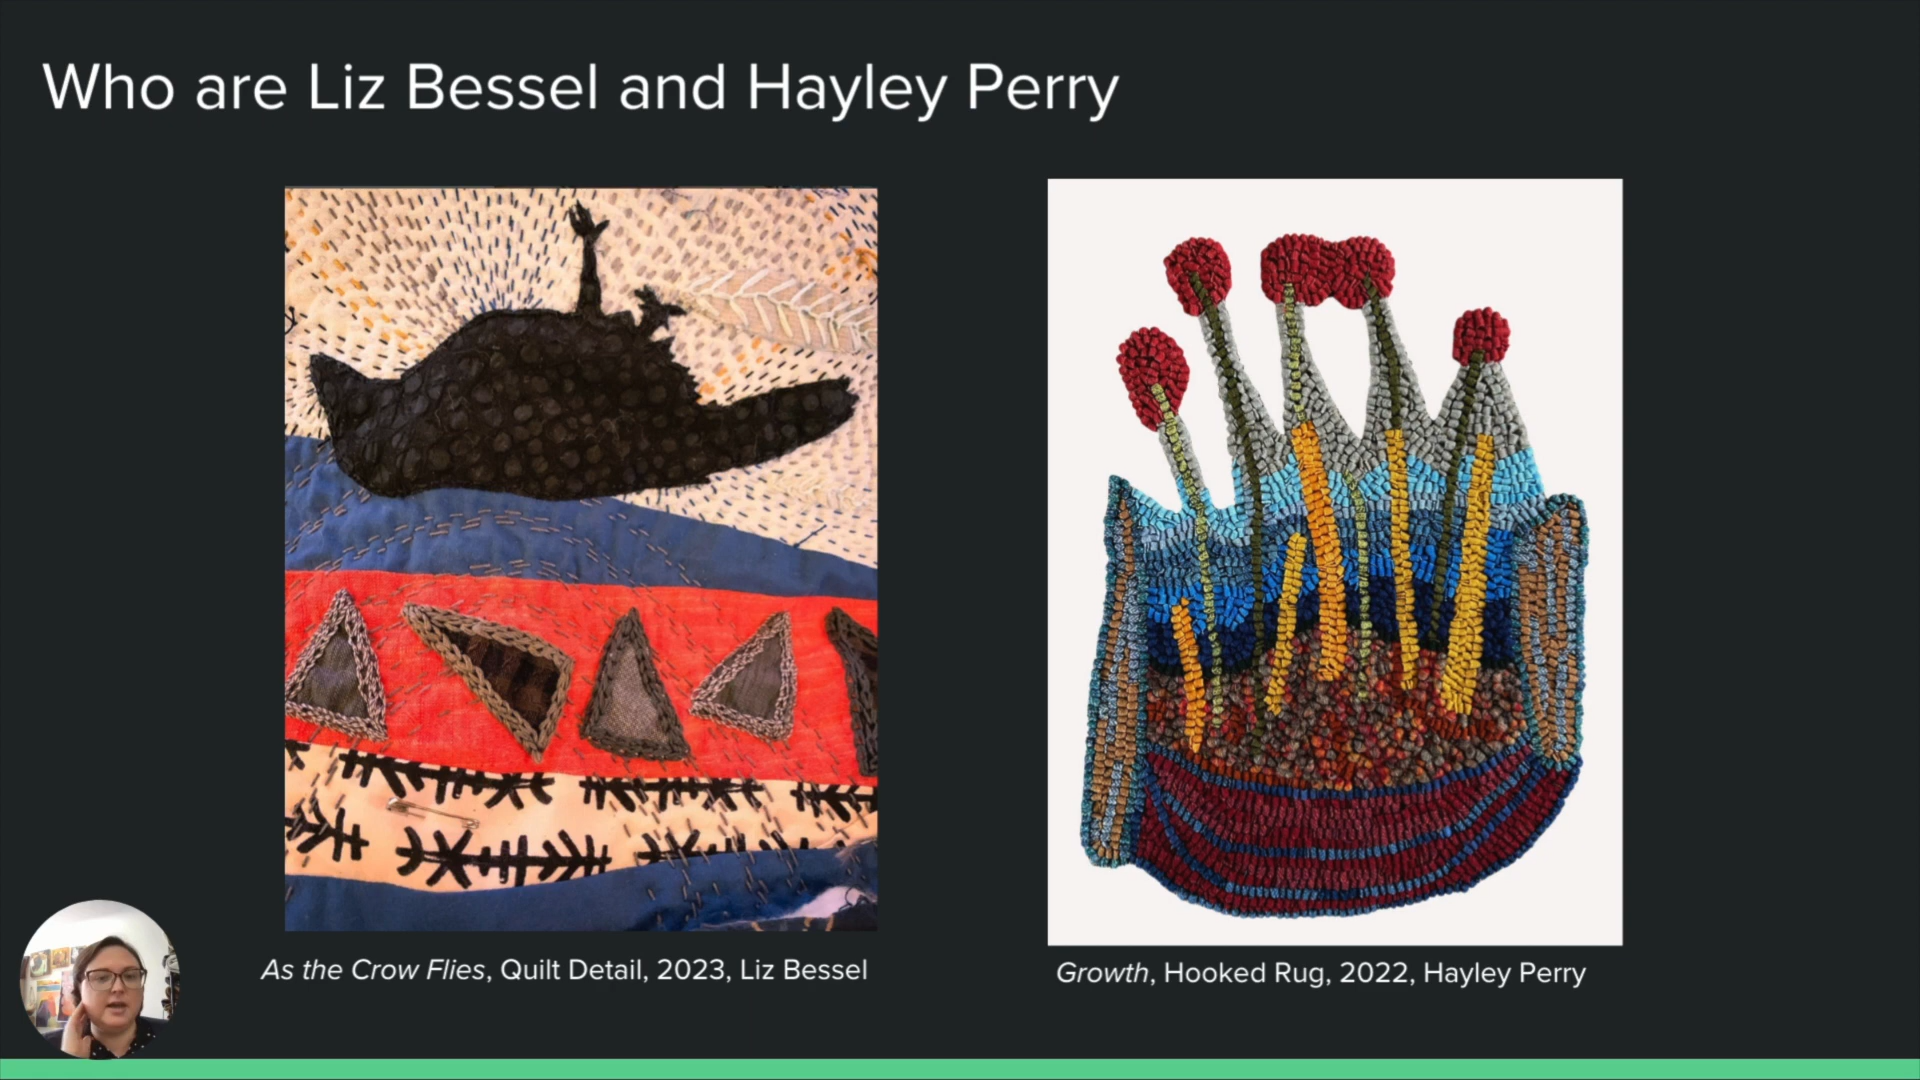 Who are Liz Bessel and Hayley Perry
As the Crow Flies, Quilt Detail, 2023, Liz Bessel
Growth, Hooked Rug, 2022, Hayley Perry